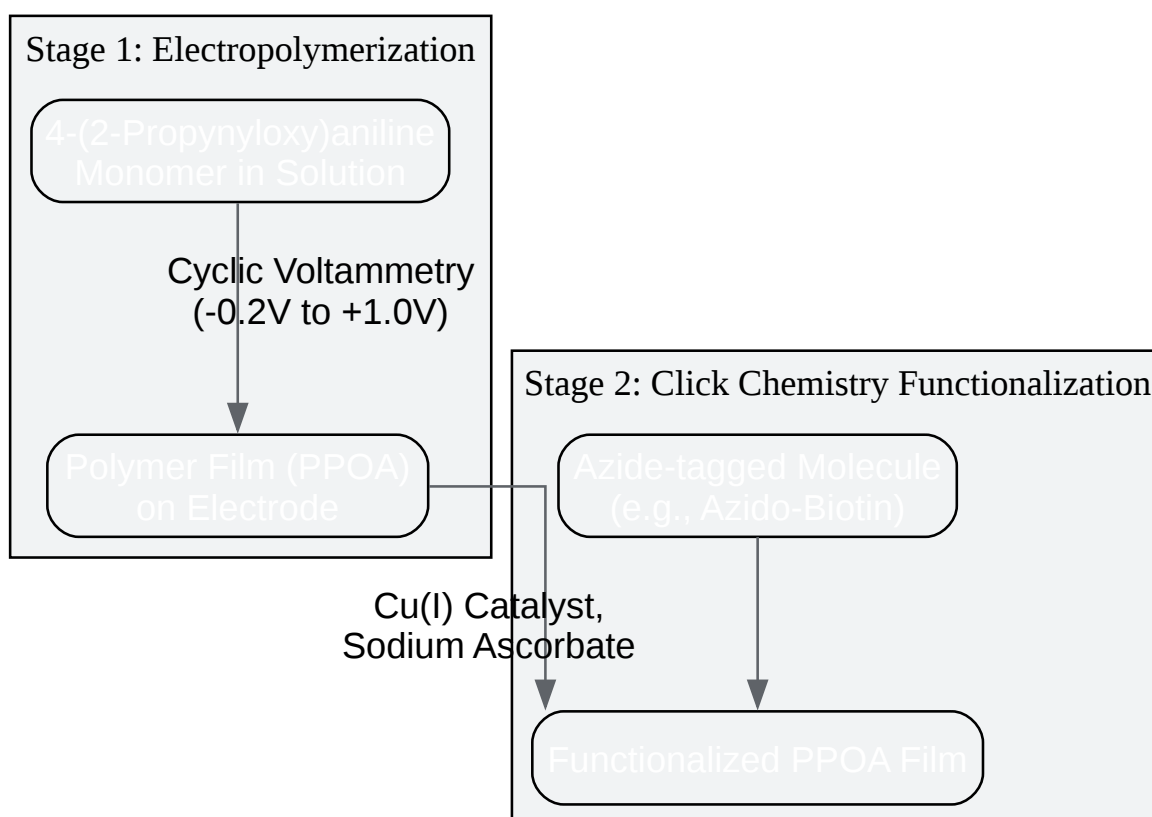 Stage 1: Electropolymerization
4-(2-Propynyloxy)aniline
Monomer in Solution
Cyclic Voltammetry
(-0.2V to +1.0V)
Polymer Film (PPOA)
on Electrode
Stage 2: Click Chemistry Functionalization
Azide-tagged Molecule
(e.g., Azido-Biotin)
Cu(I) Catalyst,
Sodium Ascorbate
Functionalized PPOA Film